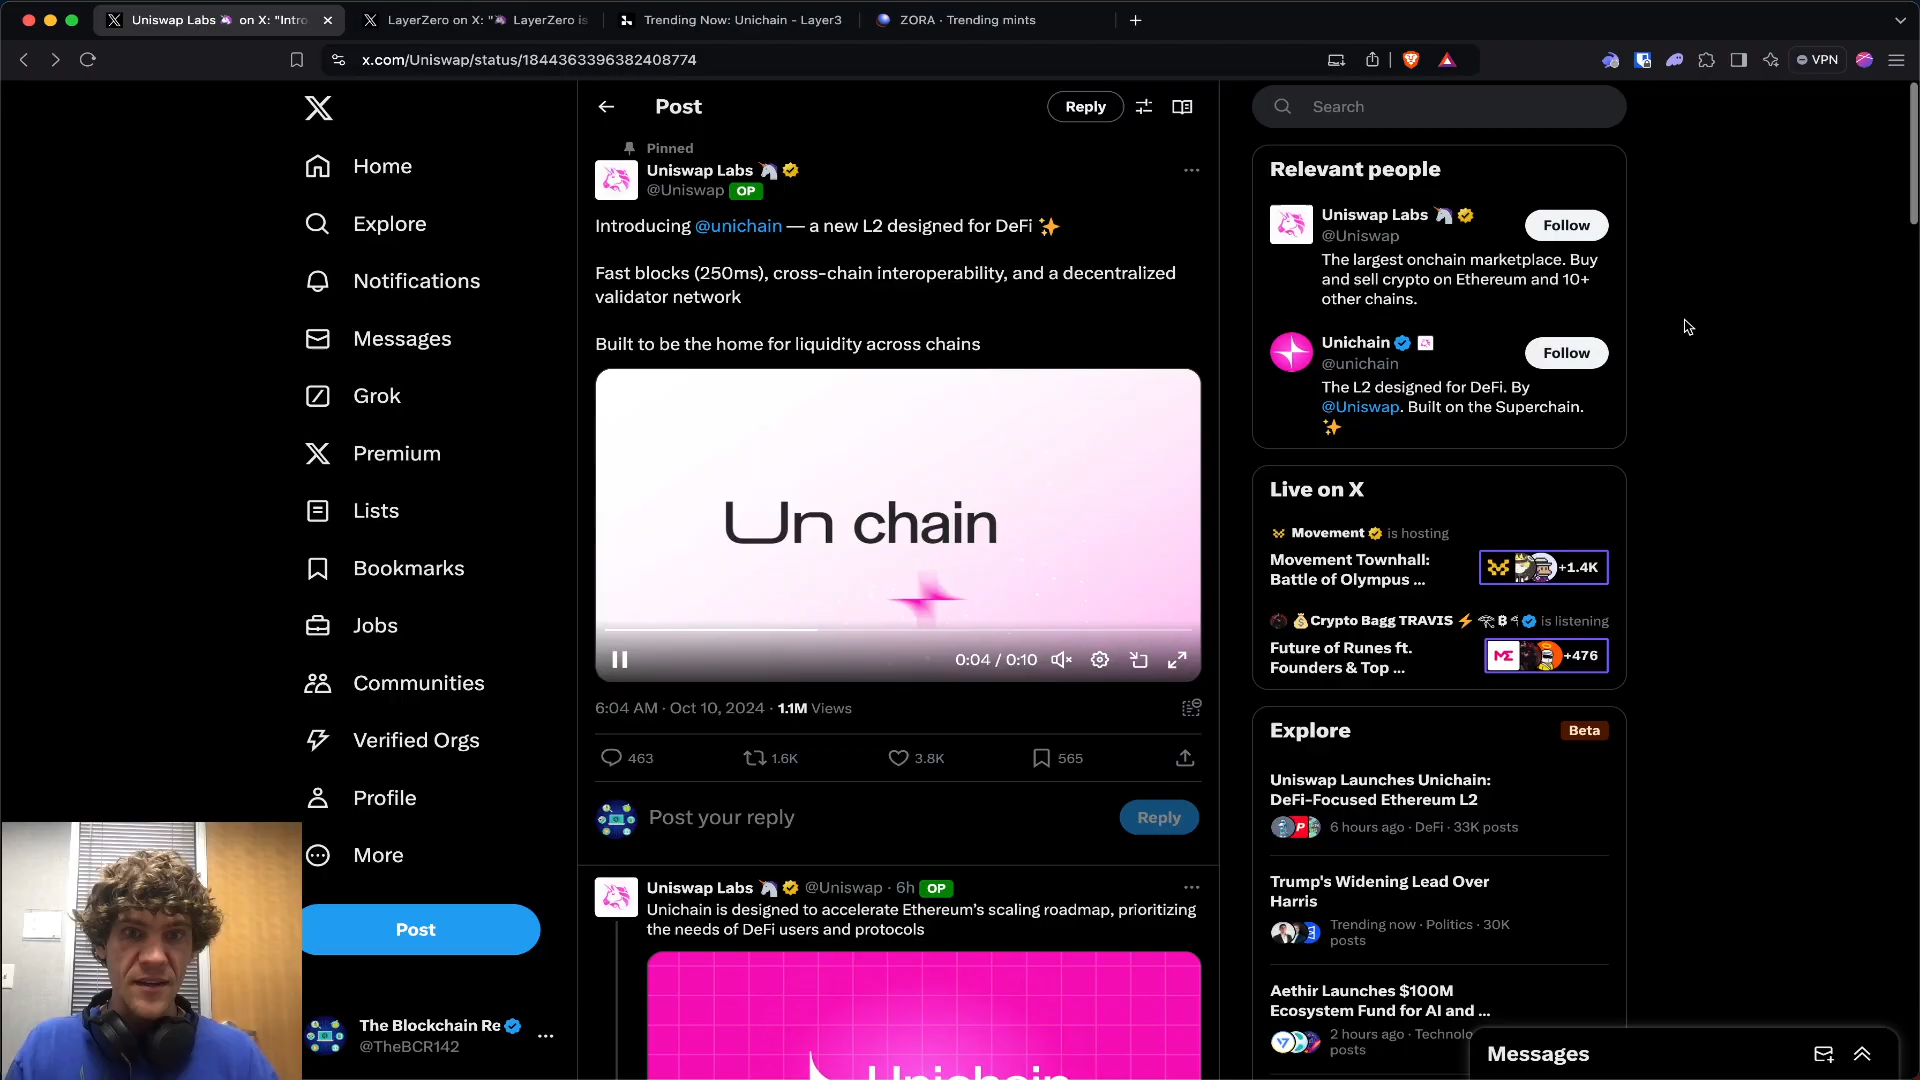 Uniswap Labs 🦄 on X: "Intro
LayerZero on X: "🦄 LayerZero is
Trending Now: Unichain - Layer3
ZORA · Trending mints
x.com/Uniswap/status/1844363396382408774
VPN
Home
Explore
Notifications
Messages
Grok
Premium
Lists
Bookmarks
Jobs
Communities
Verified Orgs
Profile
More
Post
The Blockchain Re
@TheBCR142
Post
Reply
Pinned
Uniswap Labs 🦄
@Uniswap OP
Introducing @unichain — a new L2 designed for DeFi ✨
Fast blocks (250ms), cross-chain interoperability, and a decentralized
validator network
Built to be the home for liquidity across chains
Un chain
0:04 / 0:10
6:04 AM · Oct 10, 2024 · 1.1M Views
463 1.6K 3.8K 565
Post your reply
Reply
Uniswap Labs 🦄 @Uniswap · 6h OP
Unichain is designed to accelerate Ethereum's scaling roadmap, prioritizing
the needs of DeFi users and protocols
Unichain
Search
Relevant people
Uniswap Labs 🦄
@Uniswap
Follow
The largest onchain marketplace. Buy
and sell crypto on Ethereum and 10+
other chains.
Unichain
@unichain
Follow
The L2 designed for DeFi. By
@Uniswap. Built on the Superchain.
✨
Live on X
Movement is hosting
Movement Townhall:
Battle of Olympus ...
+1.4K
💰Crypto Bagg TRAVIS ⚡ is listening
Future of Runes ft.
Founders & Top ...
+476
Explore
Beta
Uniswap Launches Unichain:
DeFi-Focused Ethereum L2
6 hours ago · DeFi · 33K posts
Trump's Widening Lead Over
Harris
Trending now · Politics · 30K
posts
Aethir Launches $100M
Ecosystem Fund for AI and ...
2 hours ago · Technolo
posts
Messages